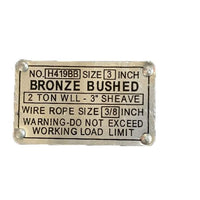 NO. H419BB SIZE 3 INCH
BRONZE BUSHED
2 TON WLL - 3" SHEAVE
WIRE ROPE SIZE 3/8 INCH
WARNING-DO NOT EXCEED
WORKING LOAD LIMIT